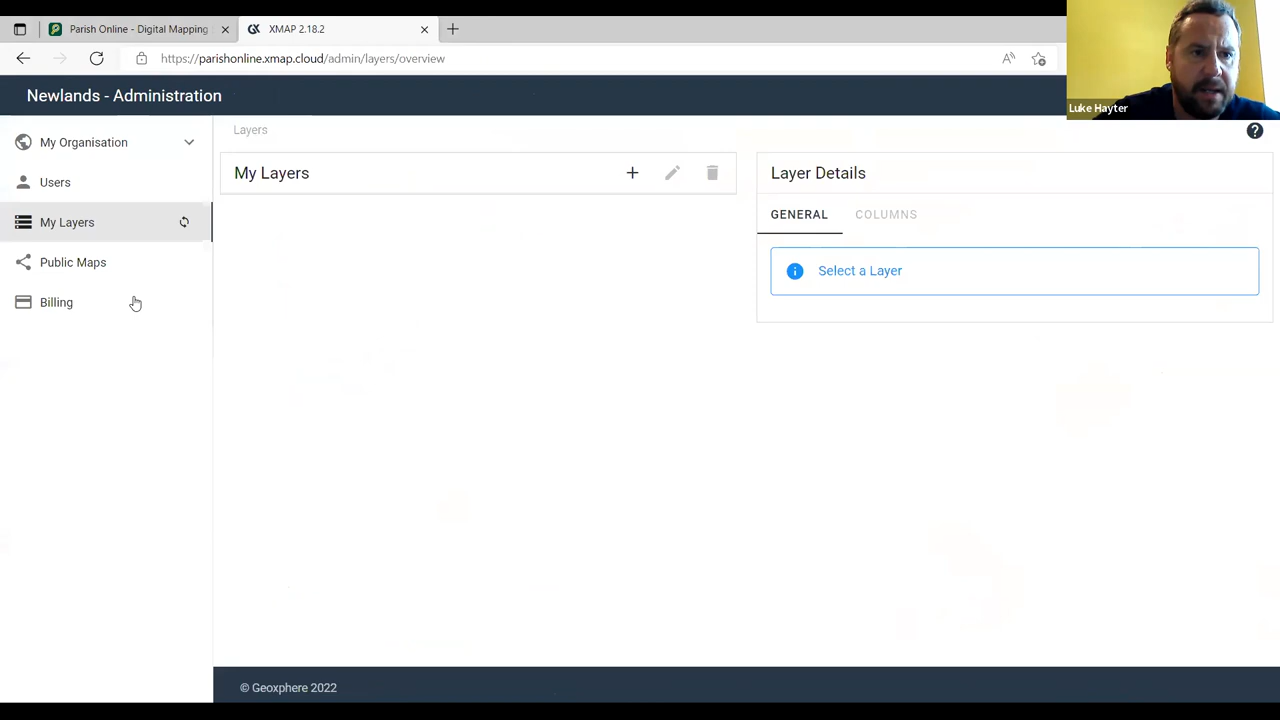 Parish Online - Digital Mapping
XMAP 2.18.2
https://parishonline.xmap.cloud/admin/layers/overview
Luke Hayter
Newlands - Administration
My Organisation
Users
My Layers
Public Maps
Billing
Layers
My Layers
Layer Details
GENERAL
COLUMNS
Select a Layer
© Geoxphere 2022